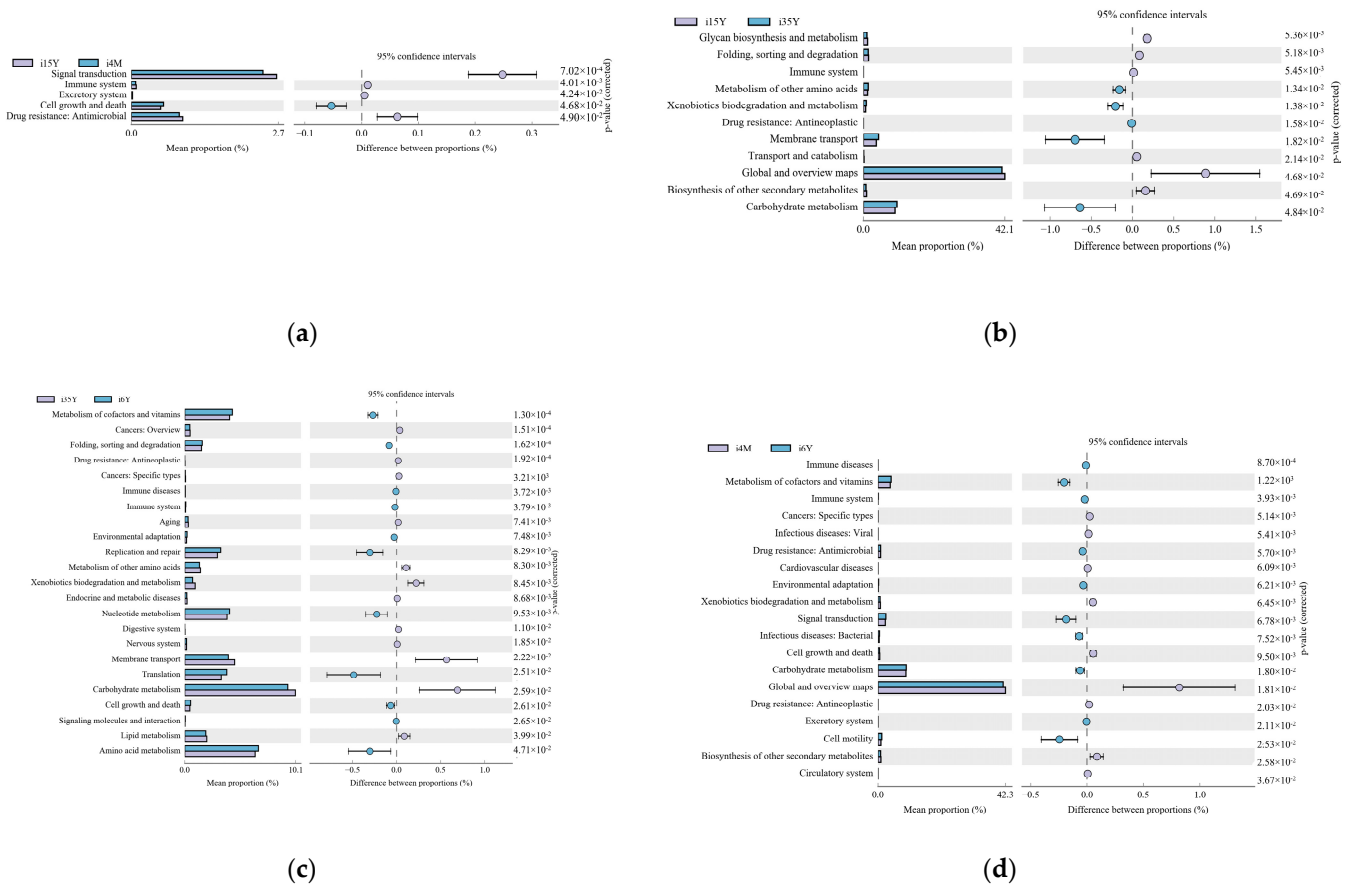 95% confidence intervals
i15Y i4M
Signal transduction 7.02×10⁻⁴
Immune system 4.01×10⁻³
Excretory system 4.24×10⁻³
Cell growth and death 4.68×10⁻²
Drug resistance: Antimicrobial 4.90×10⁻²
p-value (corrected)
0.0 2.7 −0.1 0.0 0.1 0.2 0.3
Mean proportion (%) Difference between proportions (%)
(a)
95% confidence intervals
i15Y i35Y
Glycan biosynthesis and metabolism 5.36×10⁻³
Folding, sorting and degradation 5.18×10⁻³
Immune system 5.45×10⁻³
Metabolism of other amino acids 1.34×10⁻²
Xenobiotics biodegradation and metabolism 1.38×10⁻²
Drug resistance: Antineoplastic 1.58×10⁻²
Membrane transport 1.82×10⁻²
Transport and catabolism 2.14×10⁻²
Global and overview maps 4.68×10⁻²
Biosynthesis of other secondary metabolites 4.69×10⁻²
Carbohydrate metabolism 4.84×10⁻²
p-value (corrected)
0.0 42.1 −1.0 −0.5 0.0 0.5 1.0 1.5
Mean proportion (%) Difference between proportions (%)
(b)
95% confidence intervals
i35Y i6Y
Metabolism of cofactors and vitamins 1.30×10⁻⁴
Cancers: Overview 1.51×10⁻⁴
Folding, sorting and degradation 1.62×10⁻⁴
Drug resistance: Antineoplastic 1.92×10⁻⁴
Cancers: Specific types 3.21×10³
Immune diseases 3.72×10⁻³
Immune system 3.79×10⁻³
Aging 7.41×10⁻³
Environmental adaptation 7.48×10⁻³
Replication and repair 8.29×10⁻³
Metabolism of other amino acids 8.30×10⁻³
Xenobiotics biodegradation and metabolism 8.45×10⁻³
Endocrine and metabolic diseases 8.68×10⁻³
Nucleotide metabolism 9.53×10⁻³
Digestive system 1.10×10⁻²
Nervous system 1.85×10⁻²
Membrane transport 2.22×10⁻²
Translation 2.51×10⁻²
Carbohydrate metabolism 2.59×10⁻²
Cell growth and death 2.61×10⁻²
Signaling molecules and interaction 2.65×10⁻²
Lipid metabolism 3.99×10⁻²
Amino acid metabolism 4.71×10⁻²
p-value (corrected)
0.0 10.1 −0.5 0.0 0.5 1.0
Mean proportion (%) Difference between proportions (%)
(c)
95% confidence intervals
i4M i6Y
Immune diseases 8.70×10⁻⁴
Metabolism of cofactors and vitamins 1.22×10³
Immune system 3.93×10⁻³
Cancers: Specific types 5.14×10⁻³
Infectious diseases: Viral 5.41×10⁻³
Drug resistance: Antimicrobial 5.70×10⁻³
Cardiovascular diseases 6.09×10⁻³
Environmental adaptation 6.21×10⁻³
Xenobiotics biodegradation and metabolism 6.45×10⁻³
Signal transduction 6.78×10⁻³
Infectious diseases: Bacterial 7.52×10⁻³
Cell growth and death 9.50×10⁻³
Carbohydrate metabolism 1.80×10⁻²
Global and overview maps 1.81×10⁻²
Drug resistance: Antineoplastic 2.03×10⁻²
Excretory system 2.11×10⁻²
Cell motility 2.53×10⁻²
Biosynthesis of other secondary metabolites 2.58×10⁻²
Circulatory system 3.67×10⁻²
p-value (corrected)
0.0 42.3 −0.5 0.0 0.5 1.0
Mean proportion (%) Difference between proportions (%)
(d)